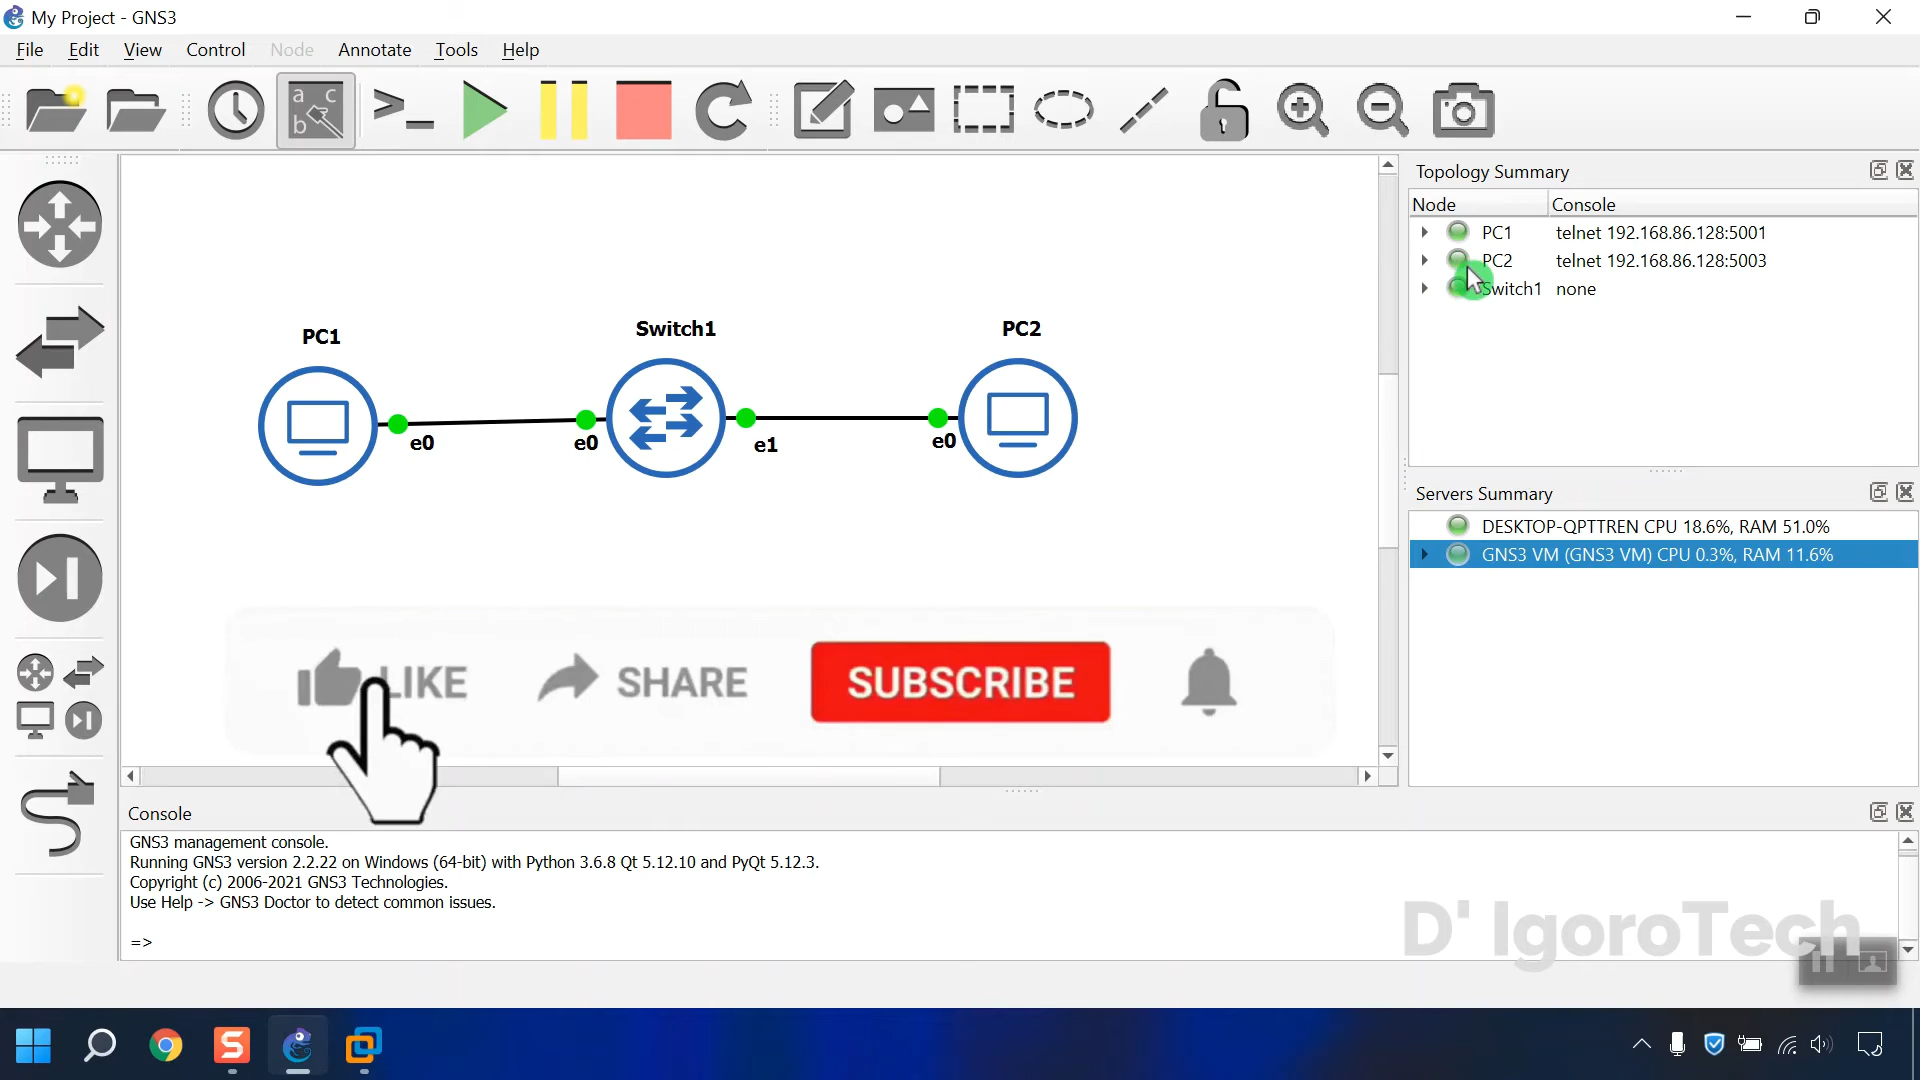 My Project - GNS3
File Edit View Control Node Annotate Tools Help
a c
b
Topology Summary
Node Console
PC1 telnet 192.168.86.128:5001
PC2 telnet 192.168.86.128:5003
Switch1 none
PC1
Switch1
PC2
e0
e0
e1
e0
Servers Summary
DESKTOP-QPTTREN CPU 18.6%, RAM 51.0%
GNS3 VM (GNS3 VM) CPU 0.3%, RAM 11.6%
LIKE SHARE SUBSCRIBE
Console
GNS3 management console.
Running GNS3 version 2.2.22 on Windows (64-bit) with Python 3.6.8 Qt 5.12.10 and PyQt 5.12.3.
Copyright (c) 2006-2021 GNS3 Technologies.
Use Help -> GNS3 Doctor to detect common issues.
=>
D' IgoroTech
S